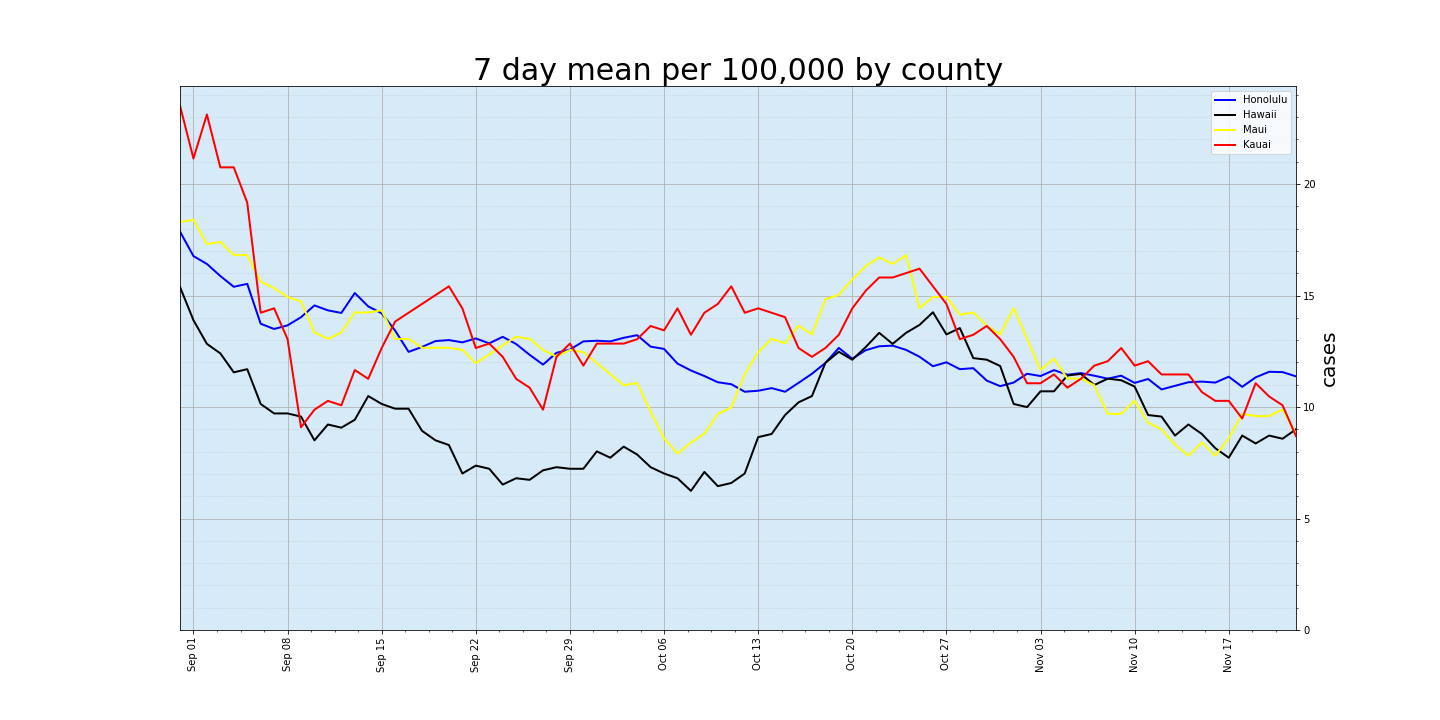 7 day mean per 100,000 by county
Honolulu
Hawaii
Maui
Kauai
20
15
10
5
0
cases
Sep 01
Sep 08
Sep 15
Sep 22
Sep 29
Oct 06
Oct 13
Oct 20
Oct 27
Nov 03
Nov 10
Nov 17